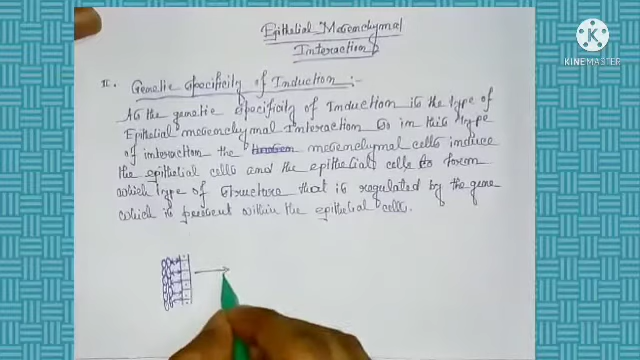 Epithelial-Mesenchymal
Iinteraction
KINEMASTER
II. Genetic Specificity of Induction :-
As the genetic specificity of Induction is the type of
Epithelial mesenchymal Interaction so in this type
of interaction the mesenchymal cells induce
the epithelial cells and the epithelial cells to form
which type of structure that is regulated by the gene
which is present within the epithelial cells.